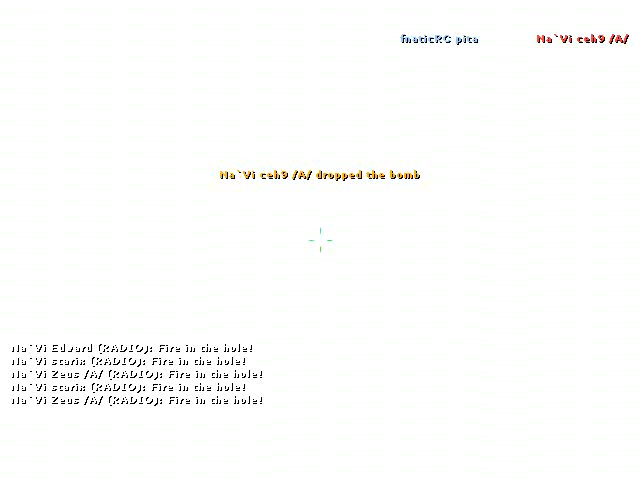 fnaticRC pita Na`Vi ceh9 /A/
Na`Vi ceh9 /A/ dropped the bomb
Na`Vi Edward (RADIO): Fire in the hole!
Na`Vi starix (RADIO): Fire in the hole!
Na`Vi Zeus /A/ (RADIO): Fire in the hole!
Na`Vi starix (RADIO): Fire in the hole!
Na`Vi Zeus /A/ (RADIO): Fire in the hole!